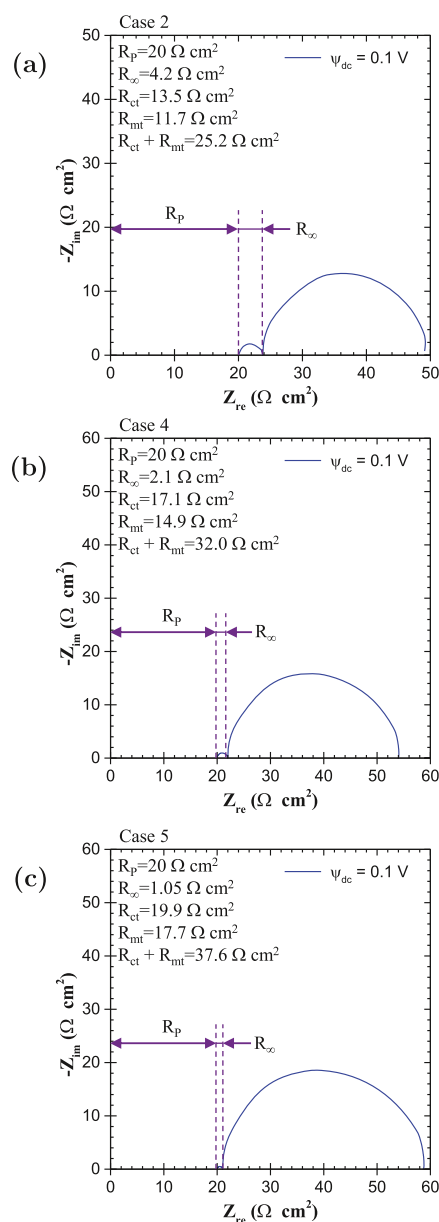 Case 2
(a)
R_P=20 Ω cm²
R_∞=4.2 Ω cm²
R_ct=13.5 Ω cm²
R_mt=11.7 Ω cm²
R_ct + R_mt=25.2 Ω cm²
ψ_dc = 0.1 V
R_P
R_∞
-Z_im (Ω cm²)
50
40
30
20
10
0
0 10 20 30 40 50
Z_re (Ω cm²)
Case 4
(b)
R_P=20 Ω cm²
R_∞=2.1 Ω cm²
R_ct=17.1 Ω cm²
R_mt=14.9 Ω cm²
R_ct + R_mt=32.0 Ω cm²
ψ_dc = 0.1 V
R_P
R_∞
-Z_im (Ω cm²)
60
50
40
30
20
10
0
0 10 20 30 40 50 60
Z_re (Ω cm²)
Case 5
(c)
R_P=20 Ω cm²
R_∞=1.05 Ω cm²
R_ct=19.9 Ω cm²
R_mt=17.7 Ω cm²
R_ct + R_mt=37.6 Ω cm²
ψ_dc = 0.1 V
R_P
R_∞
-Z_im (Ω cm²)
60
50
40
30
20
10
0
0 10 20 30 40 50 60
Z_re (Ω cm²)